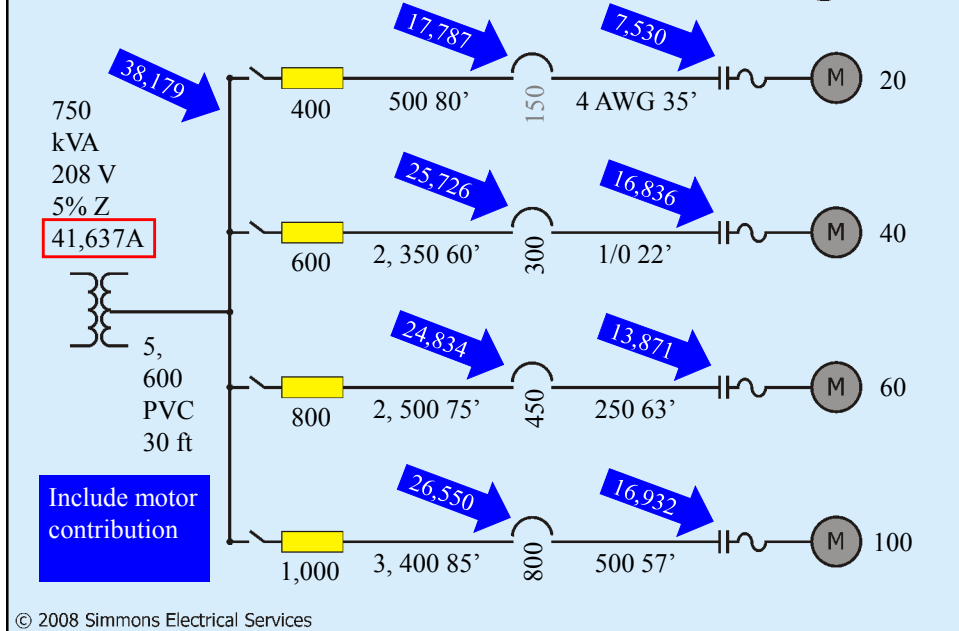 38,179
750
kVA
208 V
5% Z
41,637A
5,
600
PVC
30 ft
Include motor
contribution
17,787
7,530
400
500 80’
150
4 AWG 35’
M
20
25,726
16,836
600
2, 350 60’
300
1/0 22’
M
40
24,834
13,871
800
2, 500 75’
450
250 63’
M
60
26,550
16,932
1,000
3, 400 85’
800
500 57’
M
100
© 2008 Simmons Electrical Services